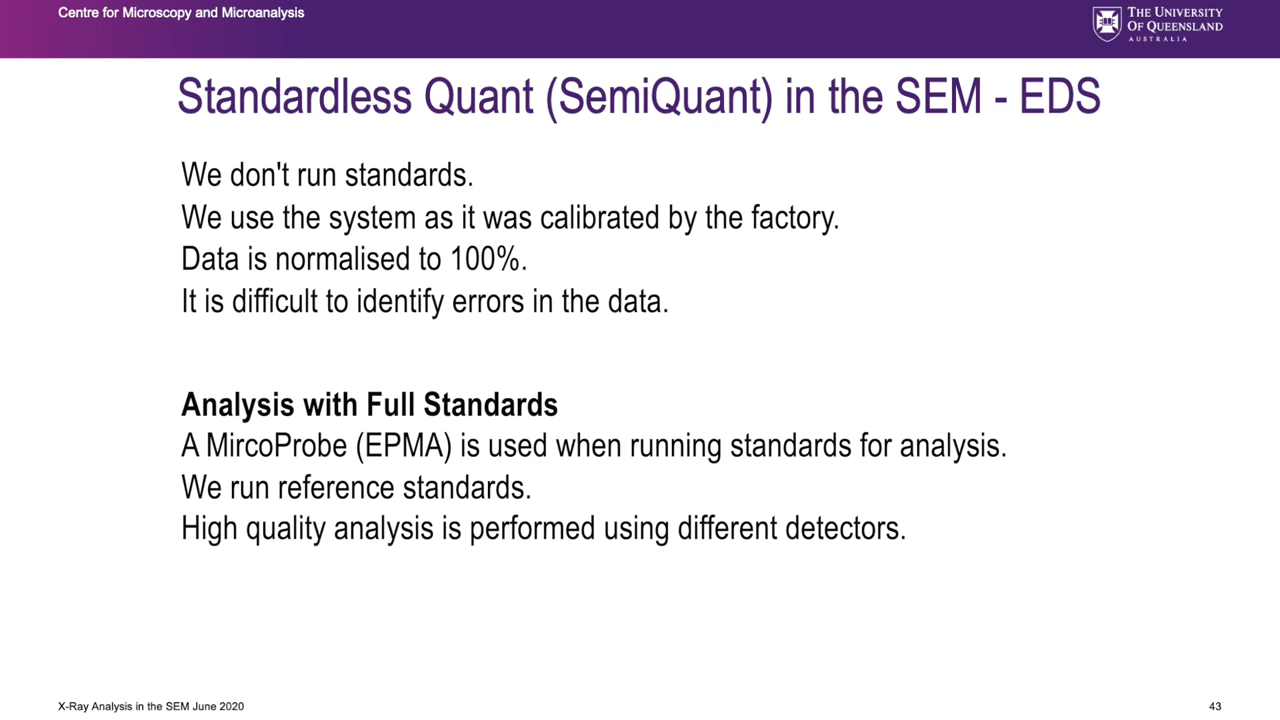 Centre for Microscopy and Microanalysis
THE UNIVERSITY
OF QUEENSLAND
AUSTRALIA
Standardless Quant (SemiQuant) in the SEM - EDS
We don't run standards.
We use the system as it was calibrated by the factory.
Data is normalised to 100%.
It is difficult to identify errors in the data.
Analysis with Full Standards
A MircoProbe (EPMA) is used when running standards for analysis.
We run reference standards.
High quality analysis is performed using different detectors.
X-Ray Analysis in the SEM June 2020
43